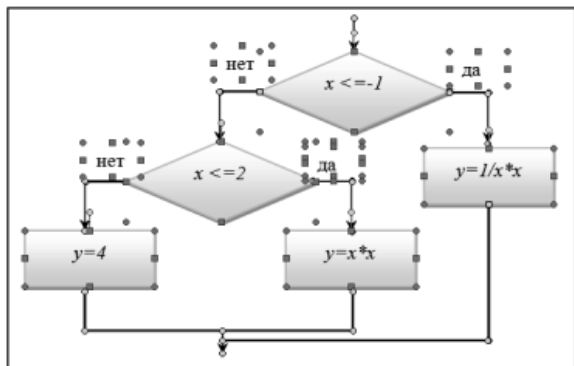 нет
да
x <=-1
нет
да
x <=2
y=1/x*x
y=4
y=x*x